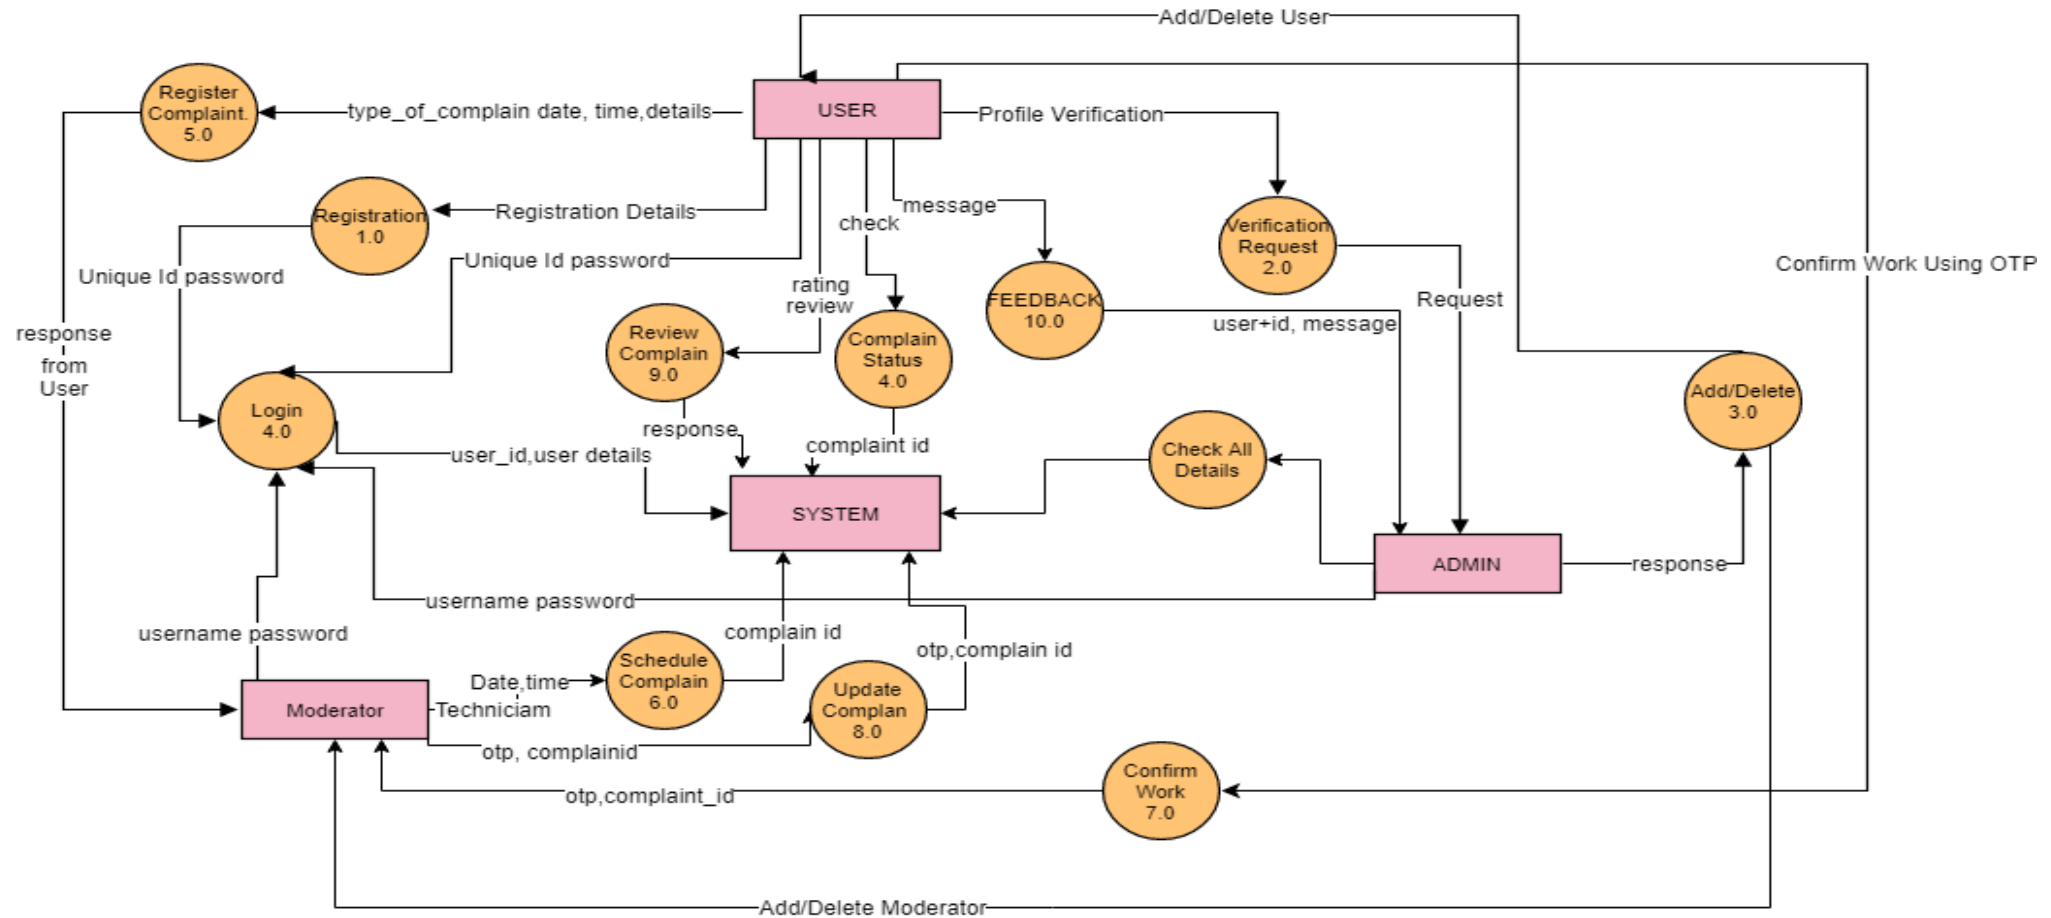 Add/Delete User
Register
Complaint.
5.0
type_of_complain date, time,details
USER
Profile Verification
Registration
1.0
Registration Details
message
check
Verification
Request
2.0
Unique Id password
Unique Id password
rating
review
FEEDBACK
10.0
user+id, message
Request
Confirm Work Using OTP
response
from
User
Review
Complain
9.0
Complain
Status
4.0
Login
4.0
Add/Delete
3.0
response
complaint id
user_id,user details
Check All
Details
SYSTEM
ADMIN
response
username password
username password
complain id
otp,complain id
Schedule
Complain
6.0
Date,time
Techniciam
Moderator
Update
Complan
8.0
otp, complainid
Confirm
Work
7.0
otp,complaint_id
Add/Delete Moderator